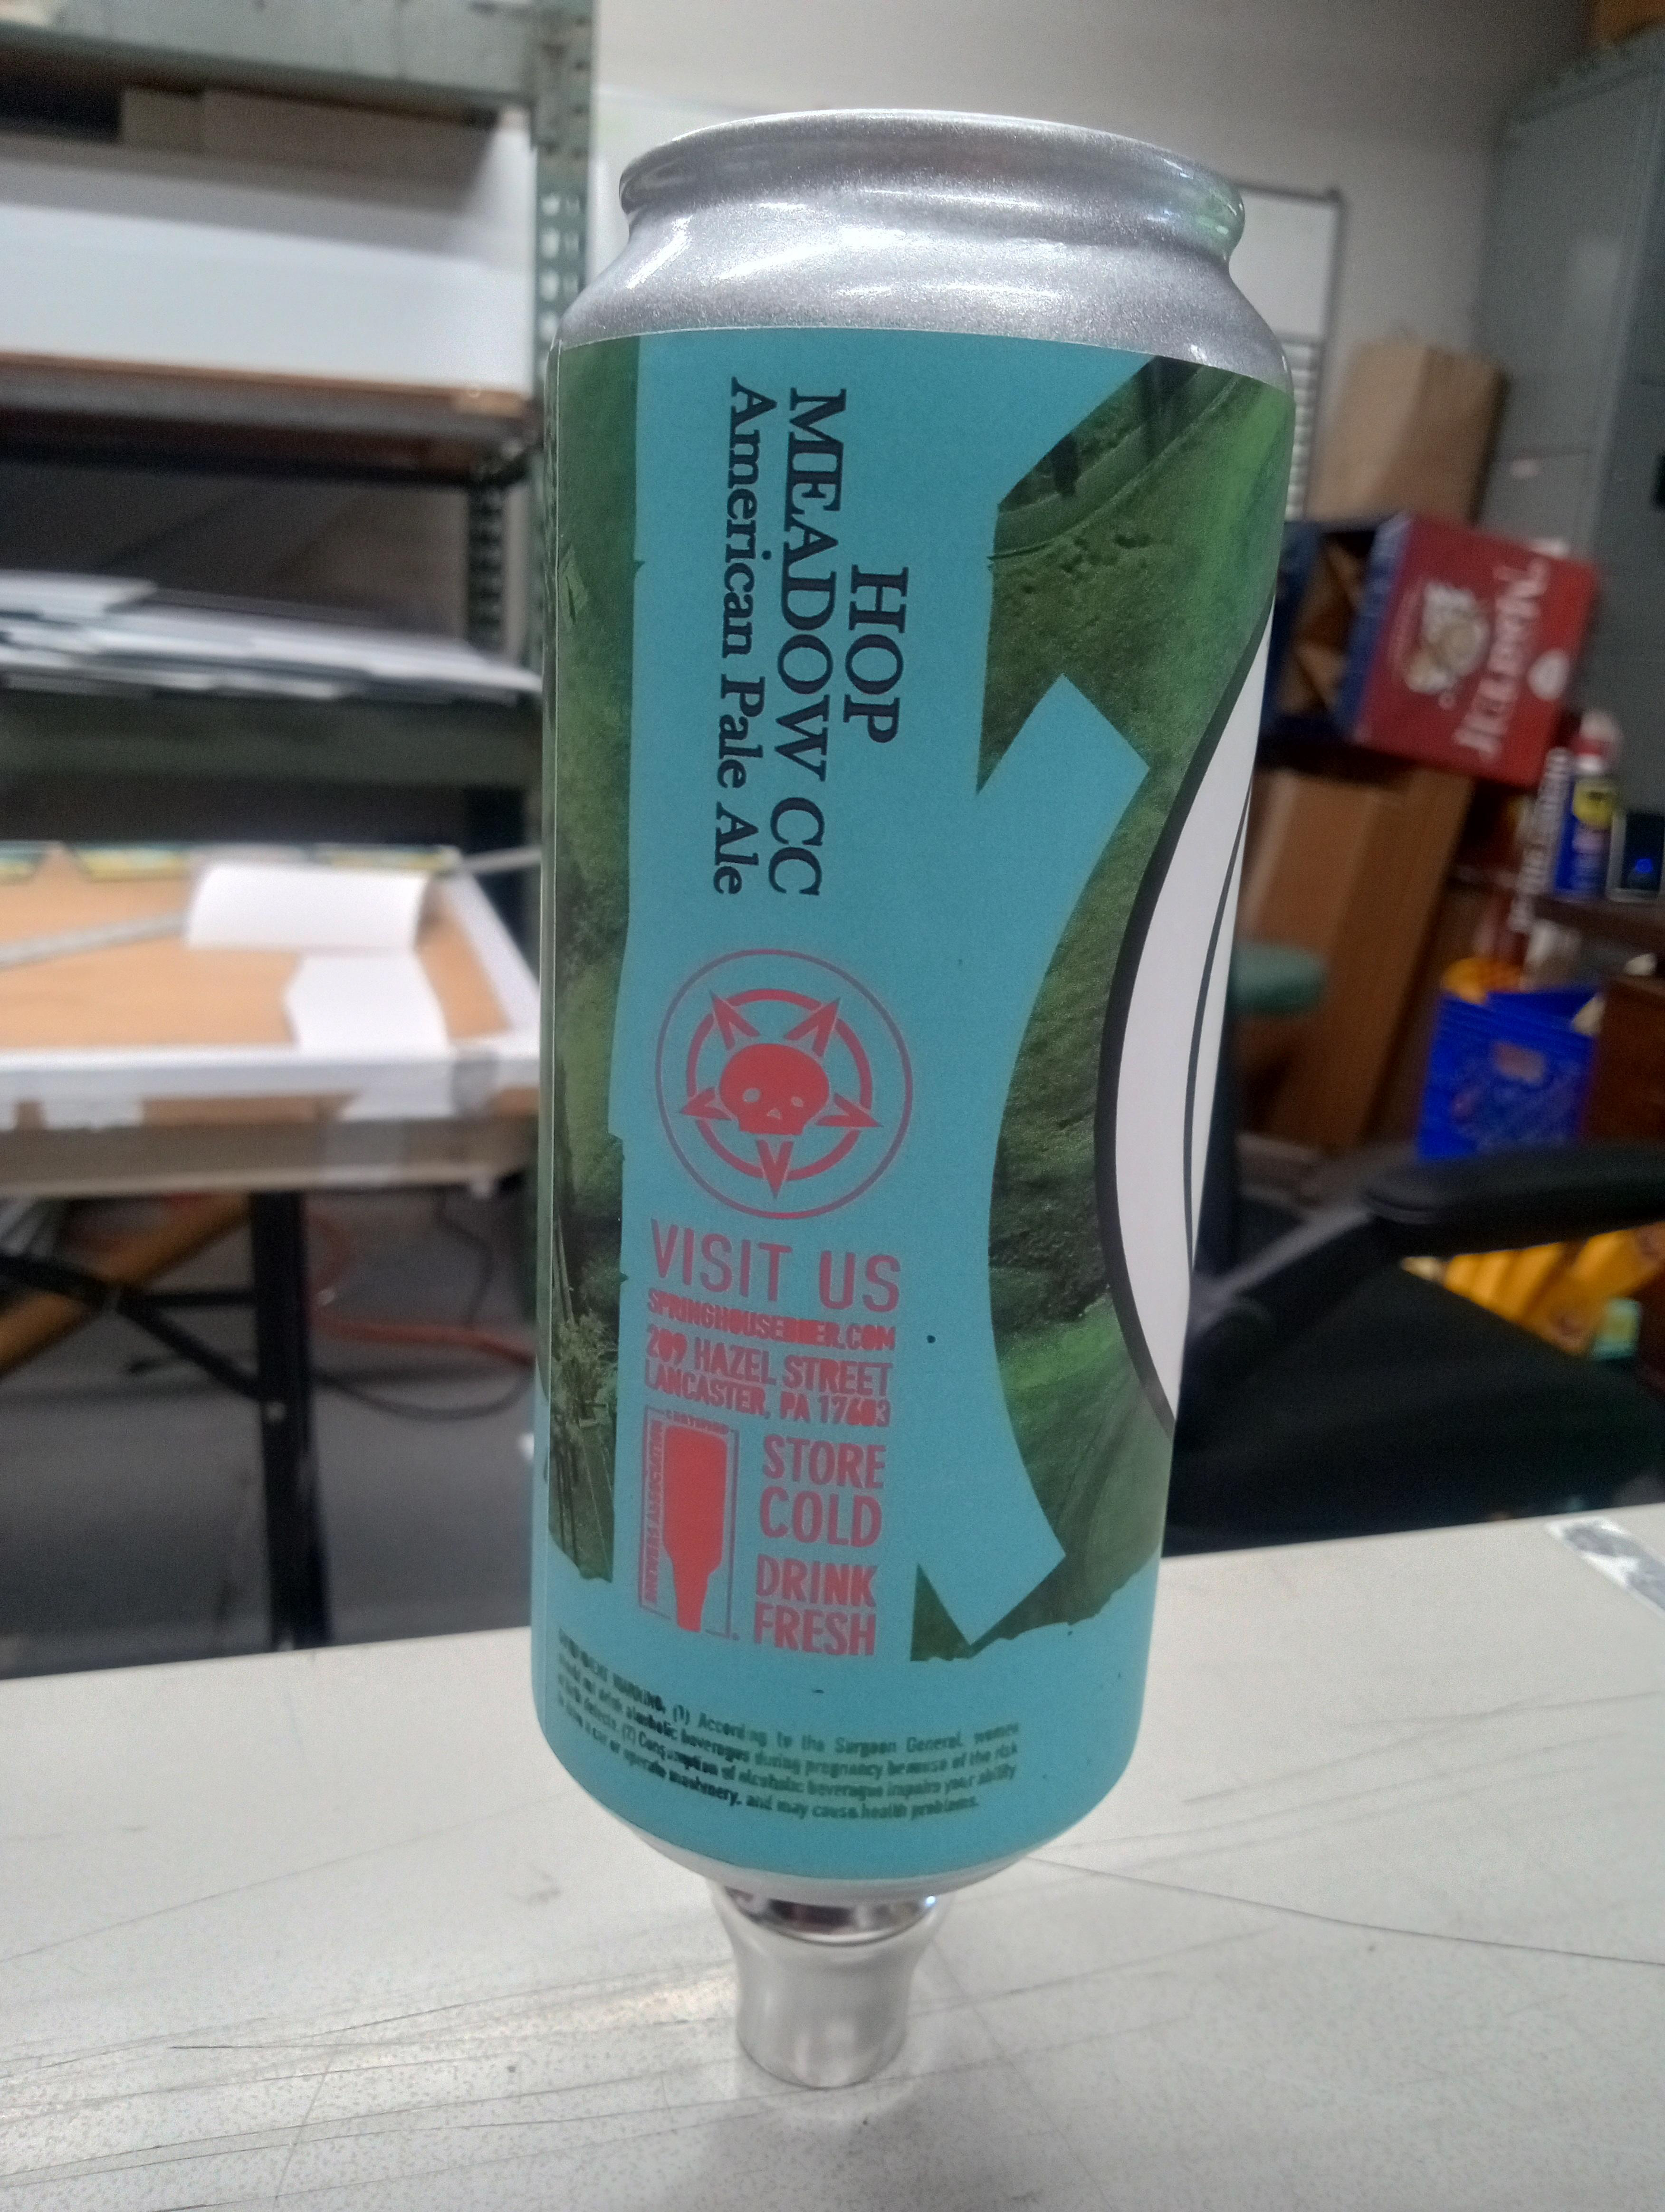 HOP
MEADOW CC
American Pale Ale
VISIT US
SPRINGHOUSEBEER.COM
209 HAZEL STREET
LANCASTER, PA 17603
STORE
COLD
DRINK
FRESH
WARNING. (1) According to the Surgeon General, women
should not drink alcoholic beverages during pregnancy because of the risk
of birth defects. (2) Consumption of alcoholic beverages impairs your ability
a car or operate machinery, and may cause health problems.